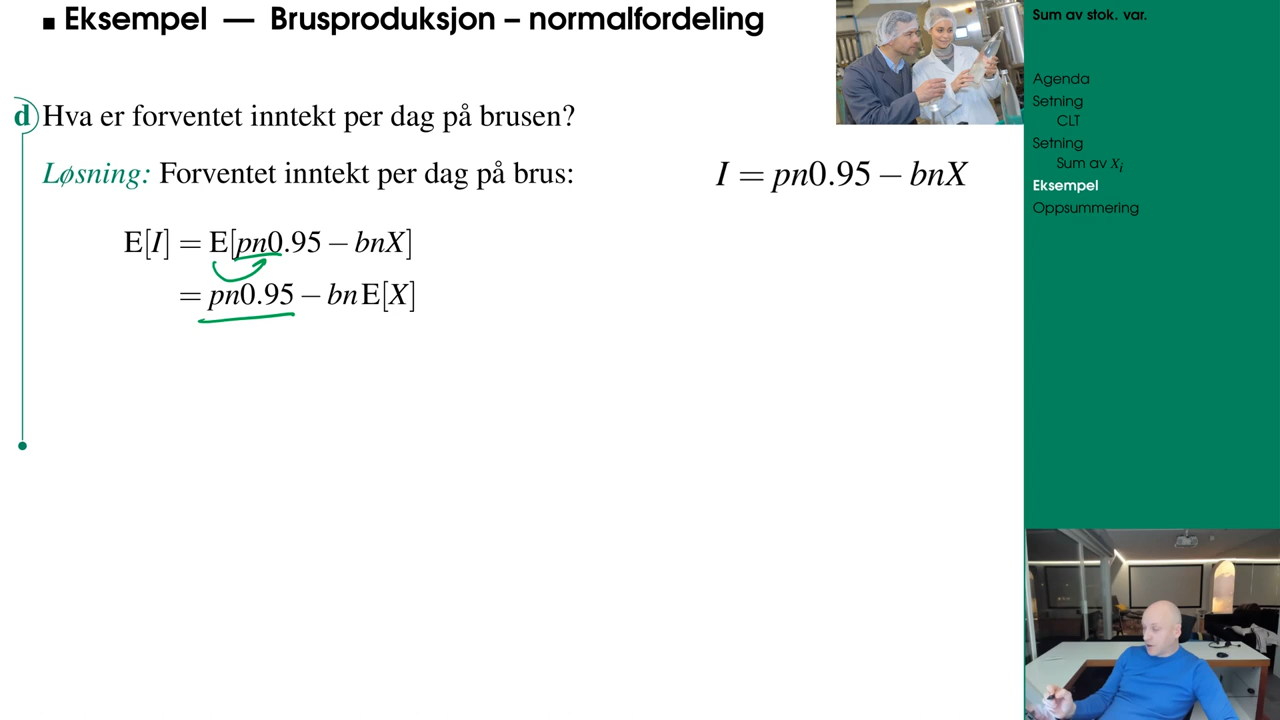 Eksempel — Brusproduksjon – normalfordeling
d Hva er forventet inntekt per dag på brusen?
Løsning: Forventet inntekt per dag på brus:
I = pn0.95 − bnX
E[I] = E[pn0.95 − bnX]
= pn0.95 − bn E[X]
Sum av stok. var.
Agenda
Setning
CLT
Setning
Sum av Xᵢ
Eksempel
Oppsummering